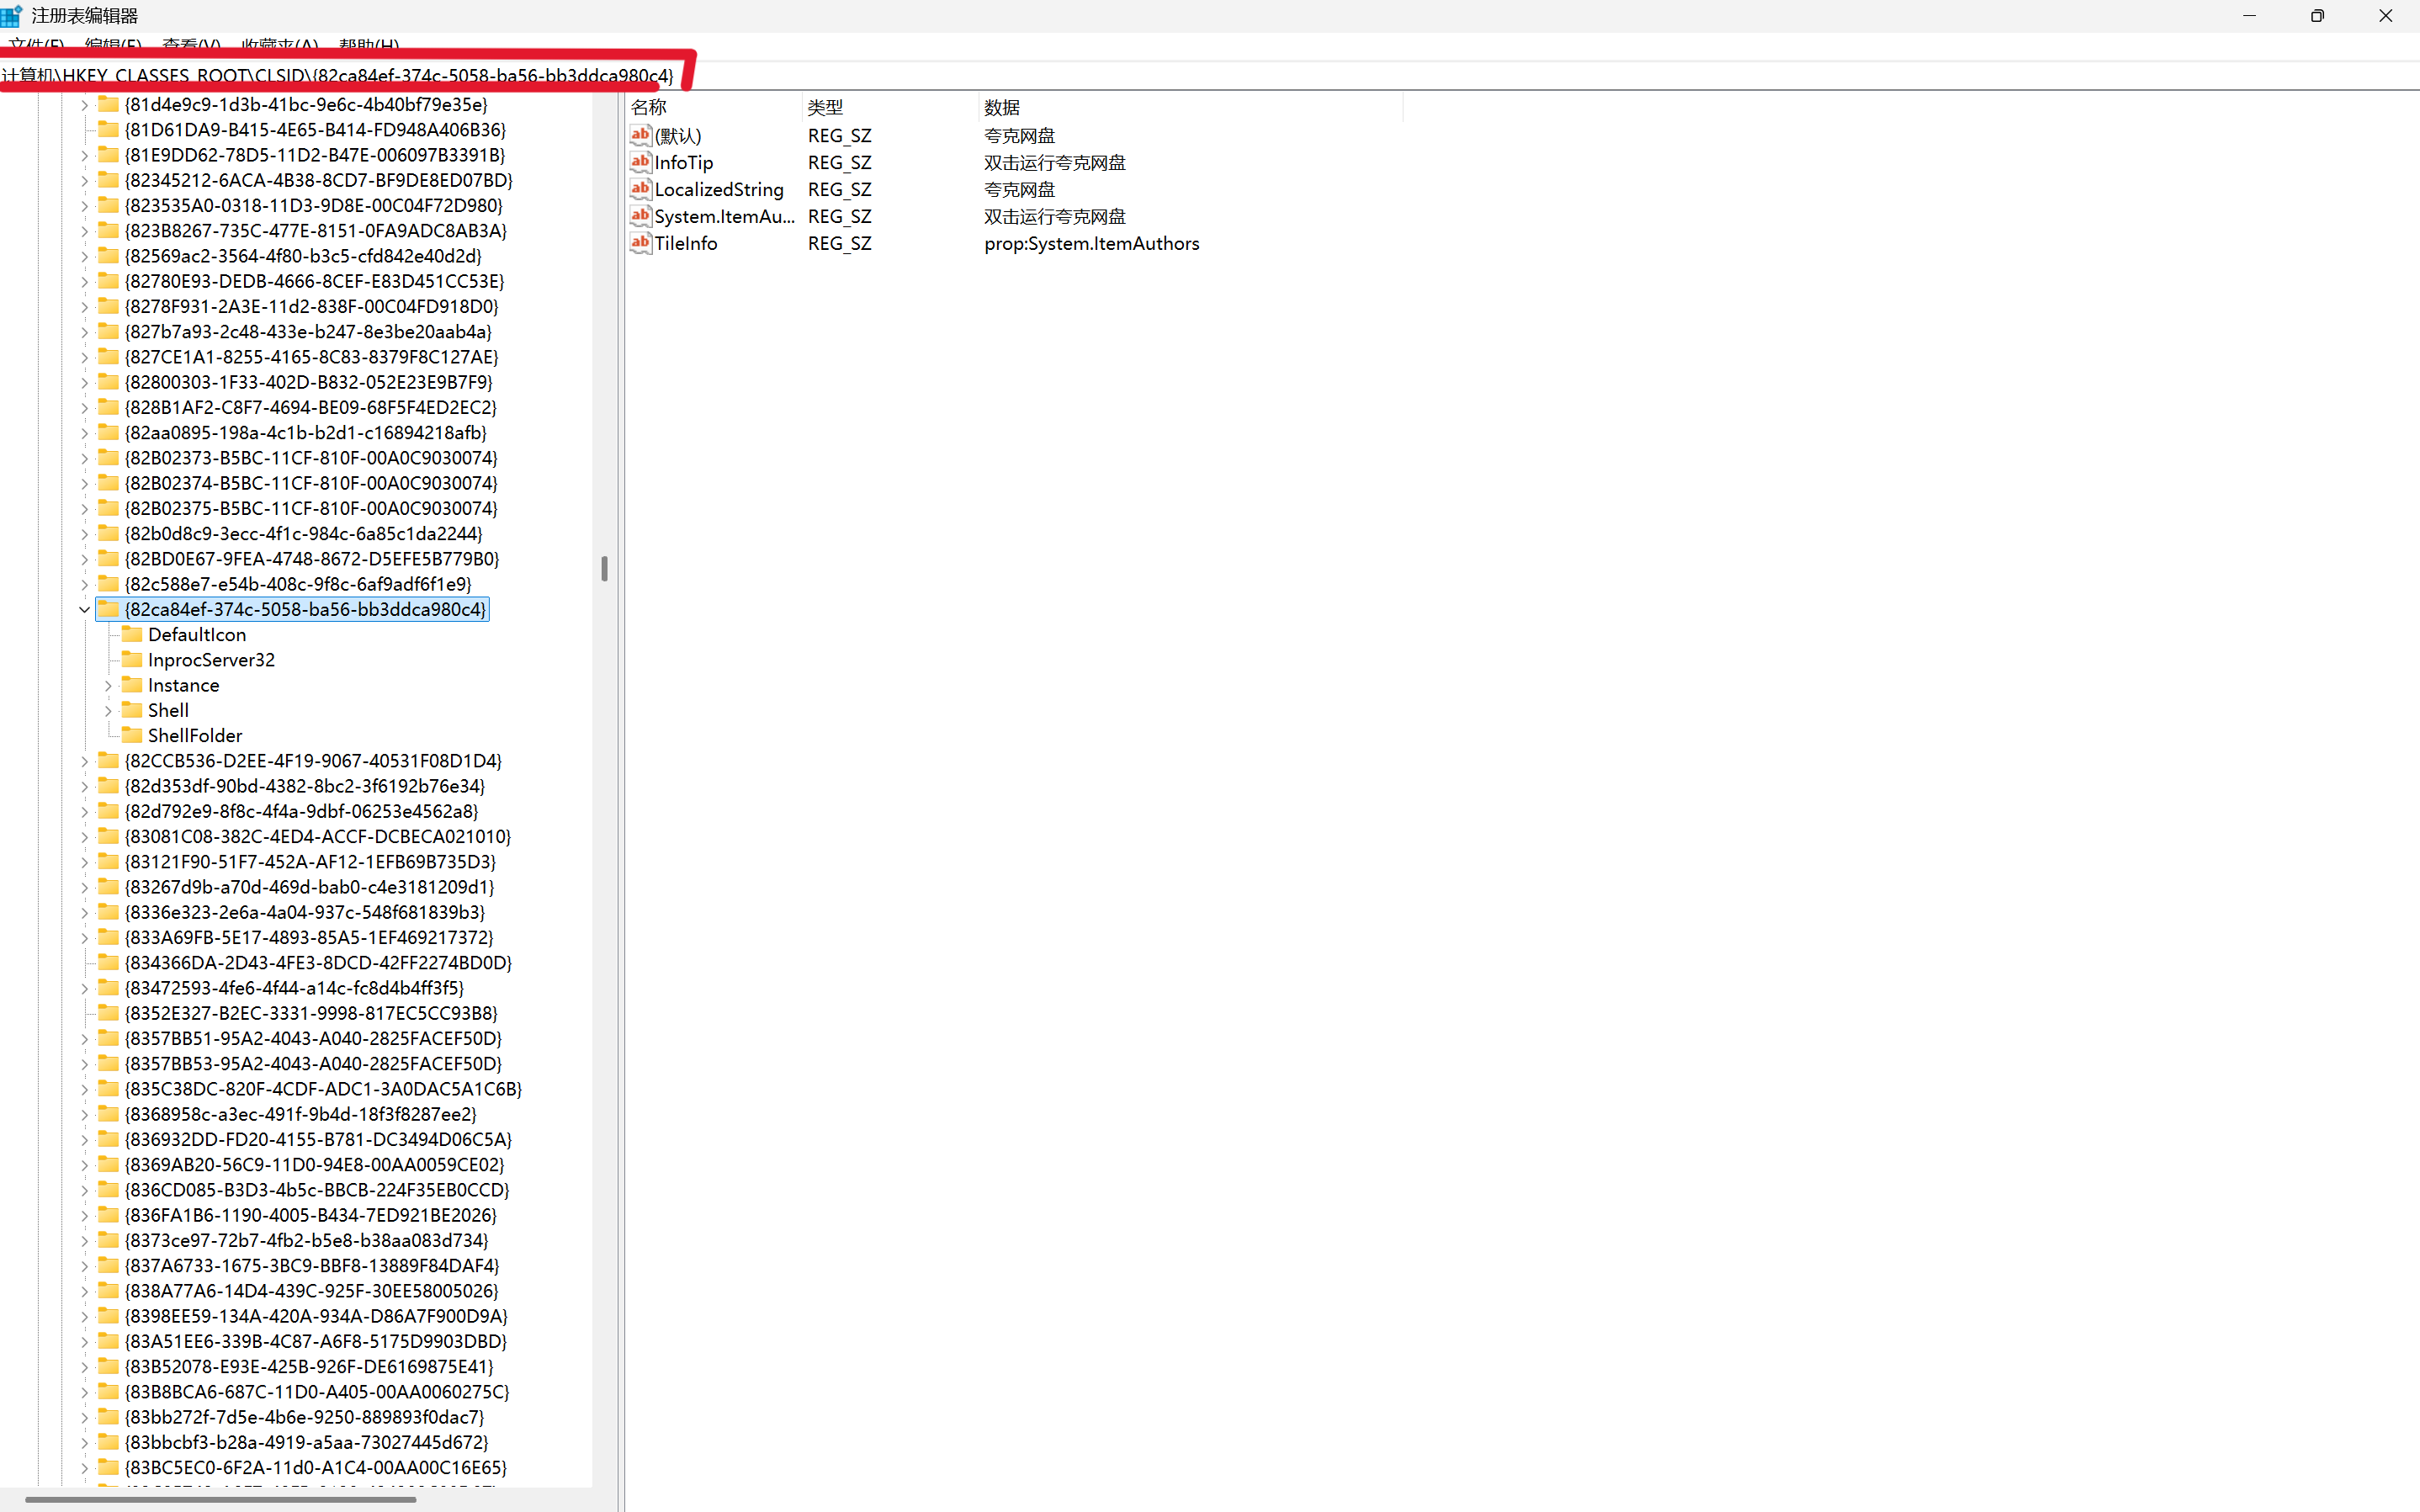 注册表编辑器
文件(F) 编辑(E) 查看(V) 收藏夹(A) 帮助(H)
计算机\HKEY_CLASSES_ROOT\CLSID\{82ca84ef-374c-5058-ba56-bb3ddca980c4}
{81d4e9c9-1d3b-41bc-9e6c-4b40bf79e35e}
{81D61DA9-B415-4E65-B414-FD948A406B36}
{81E9DD62-78D5-11D2-B47E-006097B3391B}
{82345212-6ACA-4B38-8CD7-BF9DE8ED07BD}
{823535A0-0318-11D3-9D8E-00C04F72D980}
{823B8267-735C-477E-8151-0FA9ADC8AB3A}
{82569ac2-3564-4f80-b3c5-cfd842e40d2d}
{82780E93-DEDB-4666-8CEF-E83D451CC53E}
{8278F931-2A3E-11d2-838F-00C04FD918D0}
{827b7a93-2c48-433e-b247-8e3be20aab4a}
{827CE1A1-8255-4165-8C83-8379F8C127AE}
{82800303-1F33-402D-B832-052E23E9B7F9}
{828B1AF2-C8F7-4694-BE09-68F5F4ED2EC2}
{82aa0895-198a-4c1b-b2d1-c16894218afb}
{82B02373-B5BC-11CF-810F-00A0C9030074}
{82B02374-B5BC-11CF-810F-00A0C9030074}
{82B02375-B5BC-11CF-810F-00A0C9030074}
{82b0d8c9-3ecc-4f1c-984c-6a85c1da2244}
{82BD0E67-9FEA-4748-8672-D5EFE5B779B0}
{82c588e7-e54b-408c-9f8c-6af9adf6f1e9}
{82ca84ef-374c-5058-ba56-bb3ddca980c4}
DefaultIcon
InprocServer32
Instance
Shell
ShellFolder
{82CCB536-D2EE-4F19-9067-40531F08D1D4}
{82d353df-90bd-4382-8bc2-3f6192b76e34}
{82d792e9-8f8c-4f4a-9dbf-06253e4562a8}
{83081C08-382C-4ED4-ACCF-DCBECA021010}
{83121F90-51F7-452A-AF12-1EFB69B735D3}
{83267d9b-a70d-469d-bab0-c4e3181209d1}
{8336e323-2e6a-4a04-937c-548f681839b3}
{833A69FB-5E17-4893-85A5-1EF469217372}
{834366DA-2D43-4FE3-8DCD-42FF2274BD0D}
{83472593-4fe6-4f44-a14c-fc8d4b4ff3f5}
{8352E327-B2EC-3331-9998-817EC5CC93B8}
{8357BB51-95A2-4043-A040-2825FACEF50D}
{8357BB53-95A2-4043-A040-2825FACEF50D}
{835C38DC-820F-4CDF-ADC1-3A0DAC5A1C6B}
{8368958c-a3ec-491f-9b4d-18f3f8287ee2}
{836932DD-FD20-4155-B781-DC3494D06C5A}
{8369AB20-56C9-11D0-94E8-00AA0059CE02}
{836CD085-B3D3-4b5c-BBCB-224F35EB0CCD}
{836FA1B6-1190-4005-B434-7ED921BE2026}
{8373ce97-72b7-4fb2-b5e8-b38aa083d734}
{837A6733-1675-3BC9-BBF8-13889F84DAF4}
{838A77A6-14D4-439C-925F-30EE58005026}
{8398EE59-134A-420A-934A-D86A7F900D9A}
{83A51EE6-339B-4C87-A6F8-5175D9903DBD}
{83B52078-E93E-425B-926F-DE6169875E41}
{83B8BCA6-687C-11D0-A405-00AA0060275C}
{83bb272f-7d5e-4b6e-9250-889893f0dac7}
{83bbcbf3-b28a-4919-a5aa-73027445d672}
{83BC5EC0-6F2A-11d0-A1C4-00AA00C16E65}
名称 类型 数据
(默认) REG_SZ 夸克网盘
InfoTip REG_SZ 双击运行夸克网盘
LocalizedString REG_SZ 夸克网盘
System.ItemAu... REG_SZ 双击运行夸克网盘
TileInfo REG_SZ prop:System.ItemAuthors